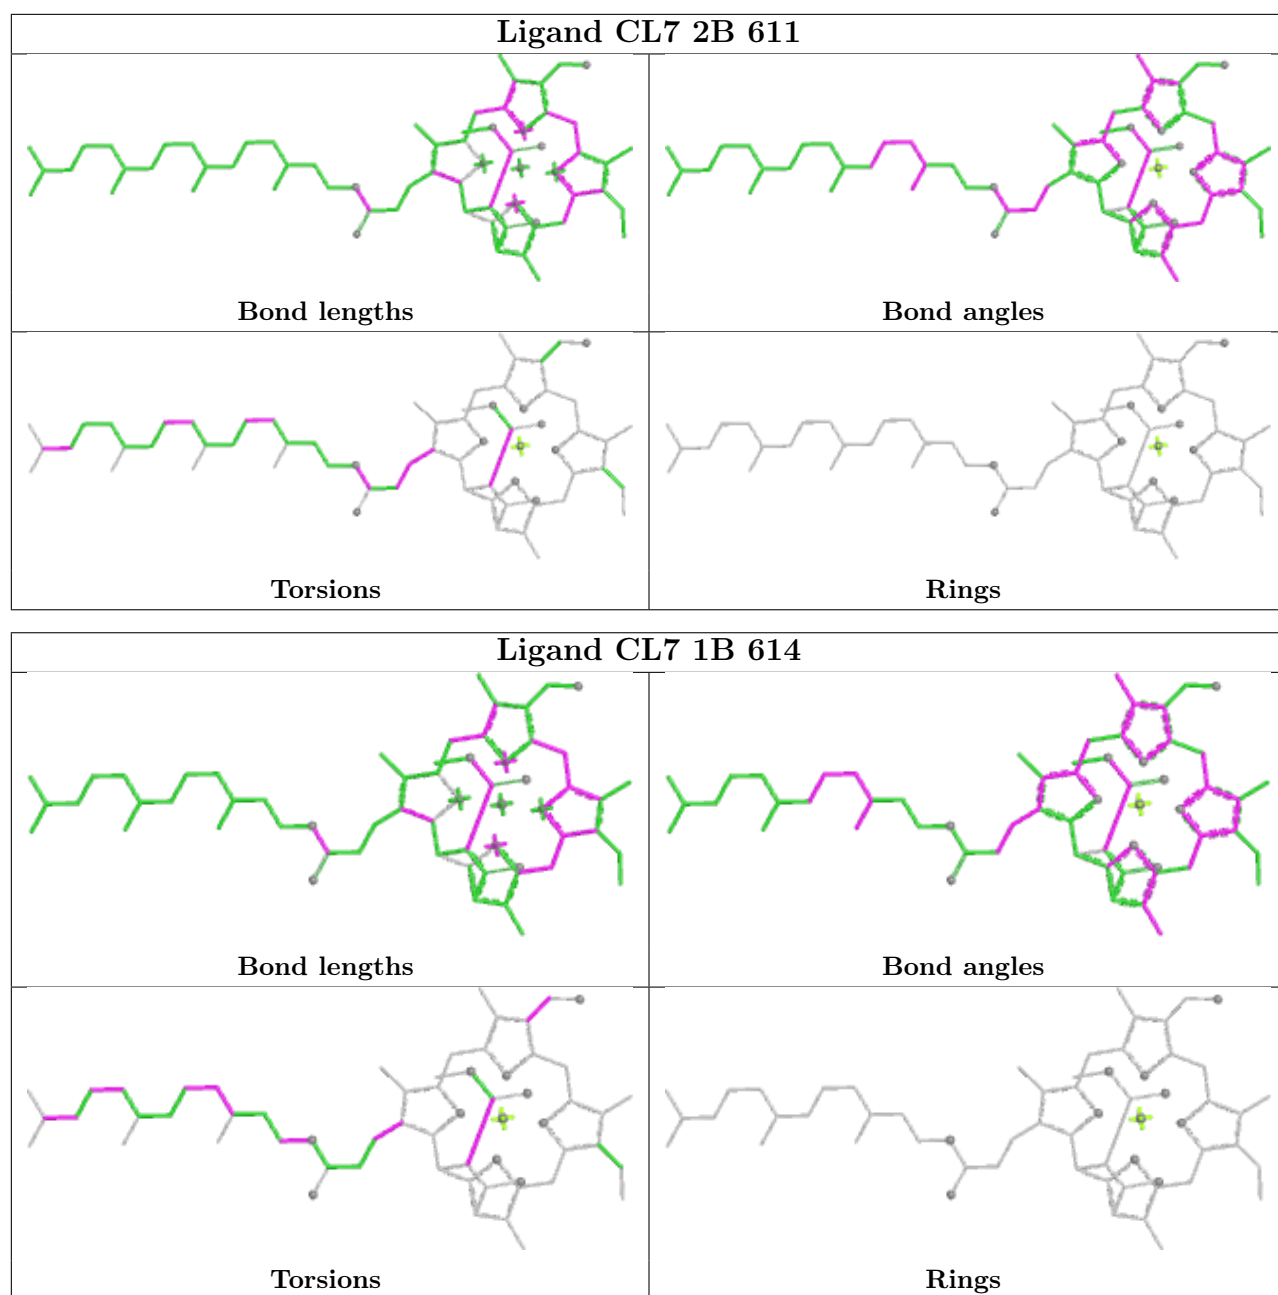 Ligand CL7 2B 611
Bond lengths
Bond angles
Torsions
Rings
Ligand CL7 1B 614
Bond lengths
Bond angles
Torsions
Rings